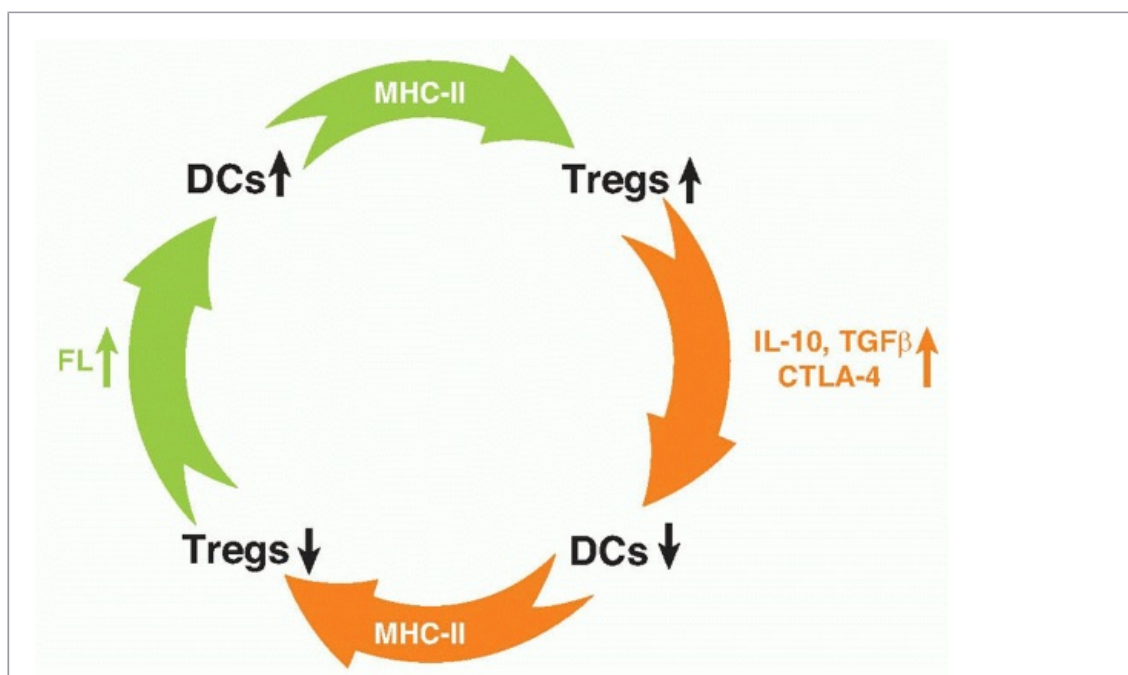 MHC-II
DCs↑
Tregs↑
FL↑
IL-10, TGFβ↑
CTLA-4
Tregs↓
DCs↓
MHC-II